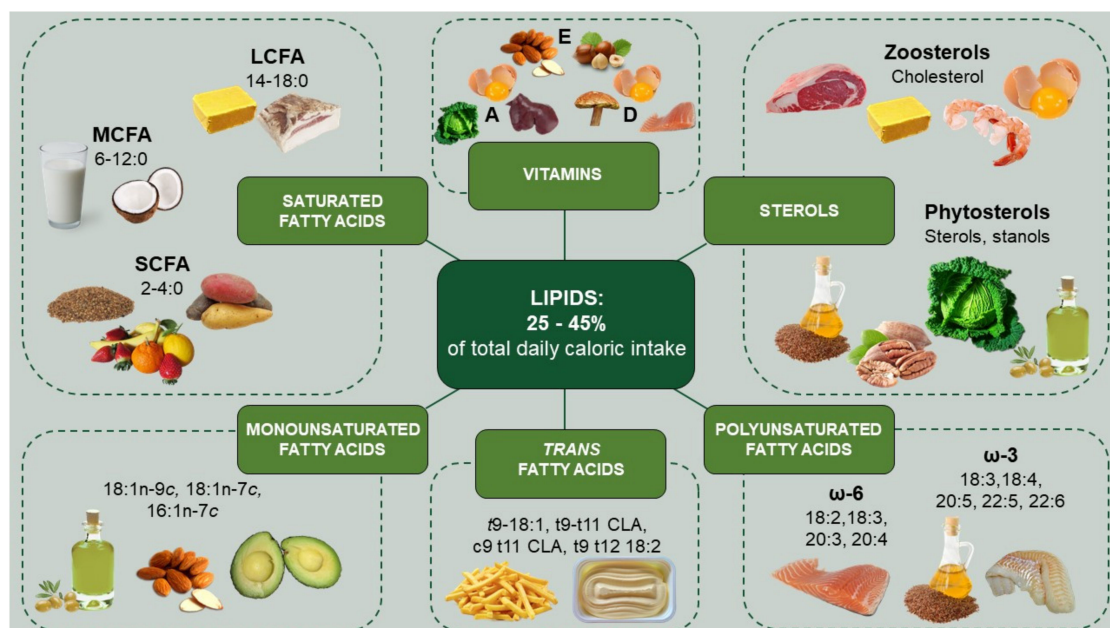 LCFA
14-18:0
MCFA
6-12:0
SCFA
2-4:0
SATURATED
FATTY ACIDS
E
A
D
VITAMINS
Zoosterols
Cholesterol
STEROLS
Phytosterols
Sterols, stanols
LIPIDS:
25 - 45%
of total daily caloric intake
MONOUNSATURATED
FATTY ACIDS
18:1n-9c, 18:1n-7c,
16:1n-7c
TRANS
FATTY ACIDS
t9-18:1, t9-t11 CLA,
c9 t11 CLA, t9 t12 18:2
POLYUNSATURATED
FATTY ACIDS
ω-6
18:2,18:3,
20:3, 20:4
ω-3
18:3,18:4,
20:5, 22:5, 22:6